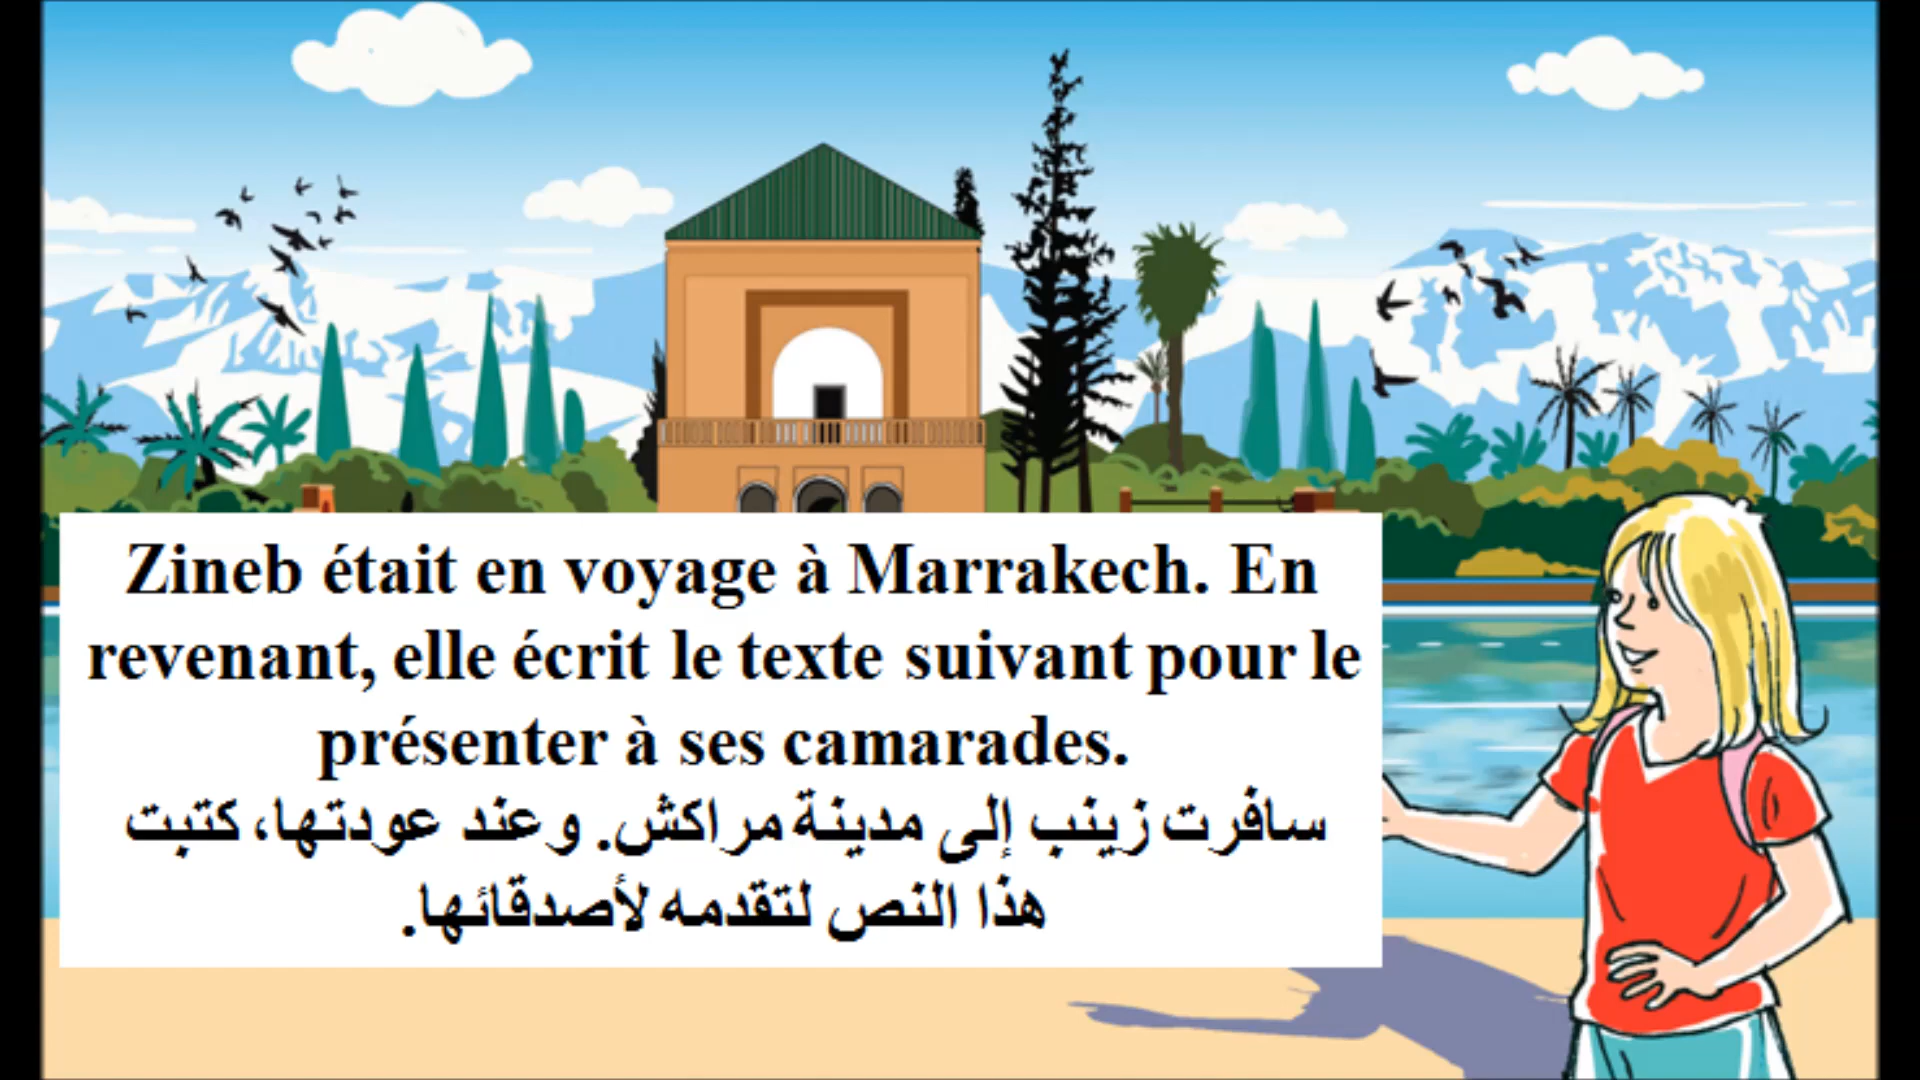 Zineb était en voyage à Marrakech. En
revenant, elle écrit le texte suivant pour le
présenter à ses camarades.
سافرت زينب إلى مدينة مراكش. وعند عودتها، كتبت
هذا النص لتقدمه لأصدقائها.